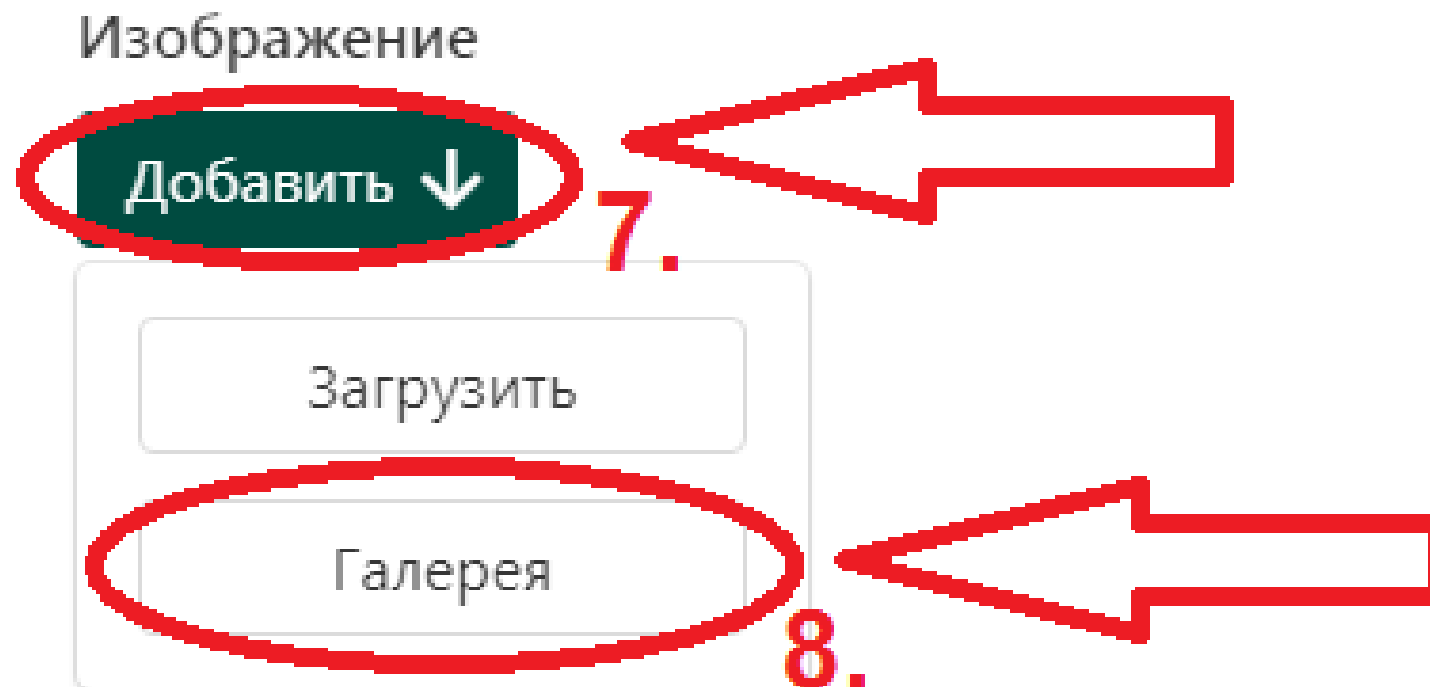 Изображение
Добавить ↓
7.
Загрузить
Галерея
8.